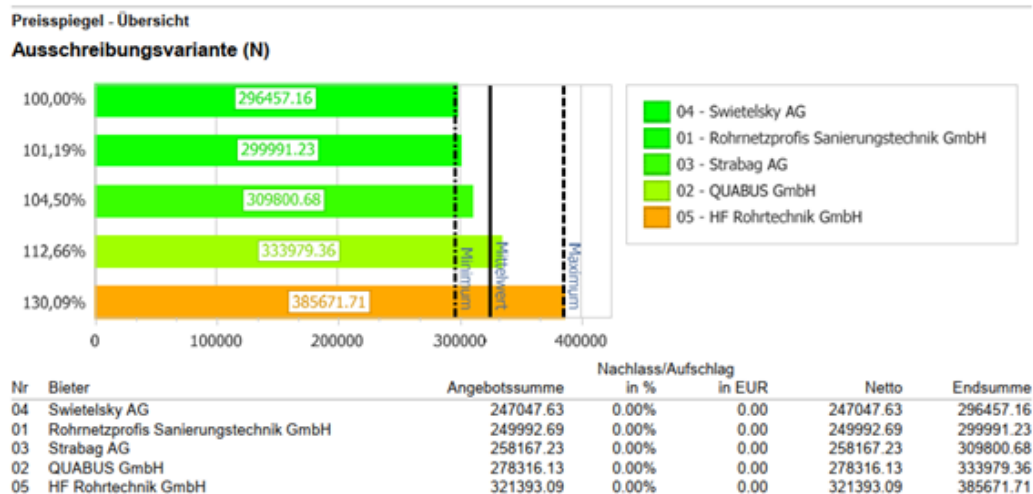 Preisspiegel - Übersicht
Ausschreibungsvariante (N)
100,00%
296457.16
101,19%
299991.23
104,50%
309800.68
112,66%
333979.36
130,09%
385671.71
Minimum
Mittelwert
Maximum
0 100000 200000 300000 400000
04 - Swietelsky AG
01 - Rohrnetzprofis Sanierungstechnik GmbH
03 - Strabag AG
02 - QUABUS GmbH
05 - HF Rohrtechnik GmbH
Nachlass/Aufschlag
Nr Bieter Angebotssumme in % in EUR Netto Endsumme
04 Swietelsky AG 247047.63 0.00% 0.00 247047.63 296457.16
01 Rohrnetzprofis Sanierungstechnik GmbH 249992.69 0.00% 0.00 249992.69 299991.23
03 Strabag AG 258167.23 0.00% 0.00 258167.23 309800.68
02 QUABUS GmbH 278316.13 0.00% 0.00 278316.13 333979.36
05 HF Rohrtechnik GmbH 321393.09 0.00% 0.00 321393.09 385671.71